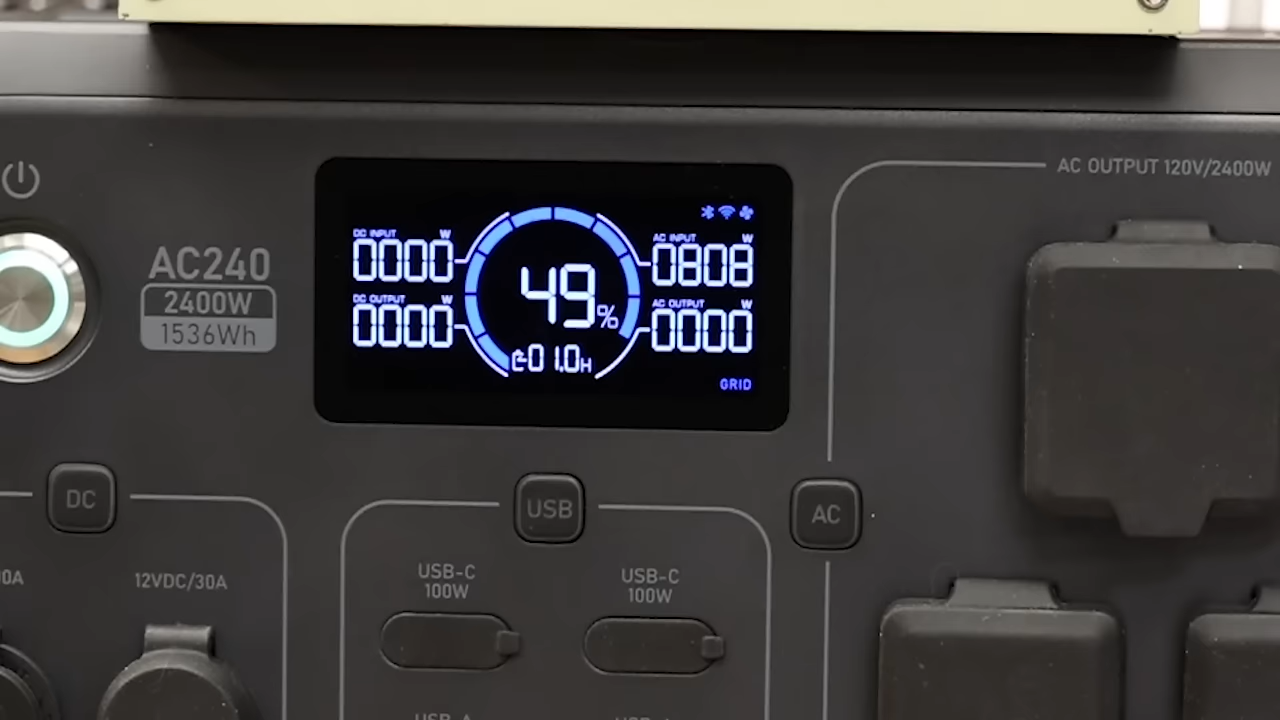 AC OUTPUT 120V/2400W
AC240
2400W
1536Wh
DC INPUT W
0000
DC OUTPUT W
0000
49%
01.0H
AC INPUT W
0808
AC OUTPUT W
0000
GRID
DC
USB
AC
12VDC/30A
USB-C
100W
USB-C
100W
USB-A